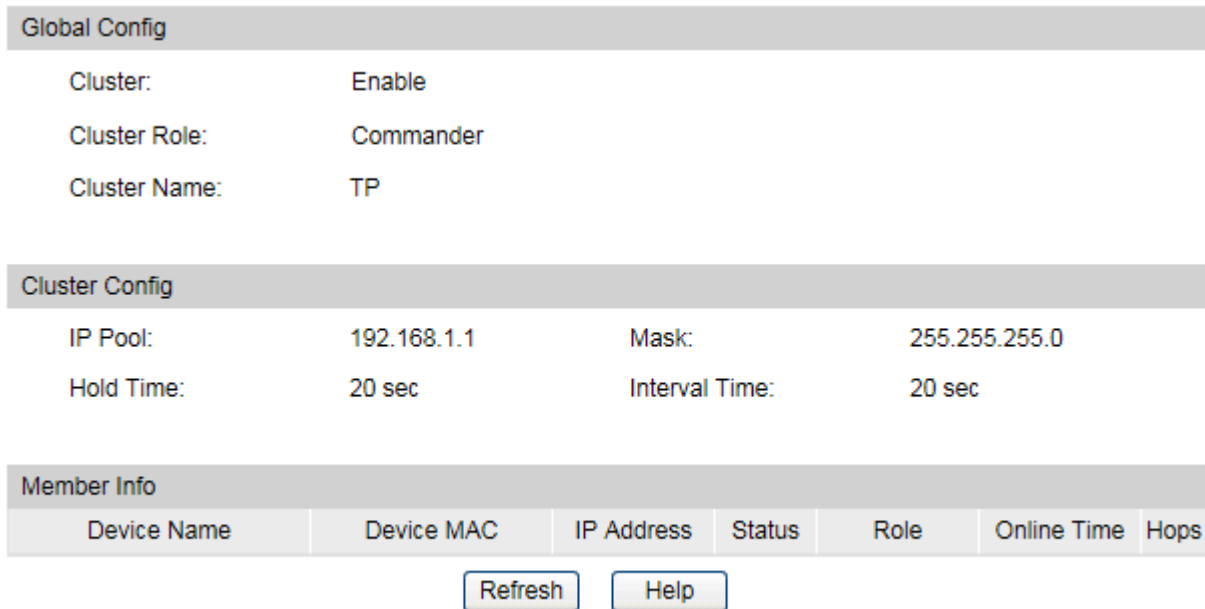 Global Config
Cluster: Enable
Cluster Role: Commander
Cluster Name: TP
Cluster Config
IP Pool: 192.168.1.1 Mask: 255.255.255.0
Hold Time: 20 sec Interval Time: 20 sec
Member Info
Device Name Device MAC IP Address Status Role Online Time Hops
Refresh Help